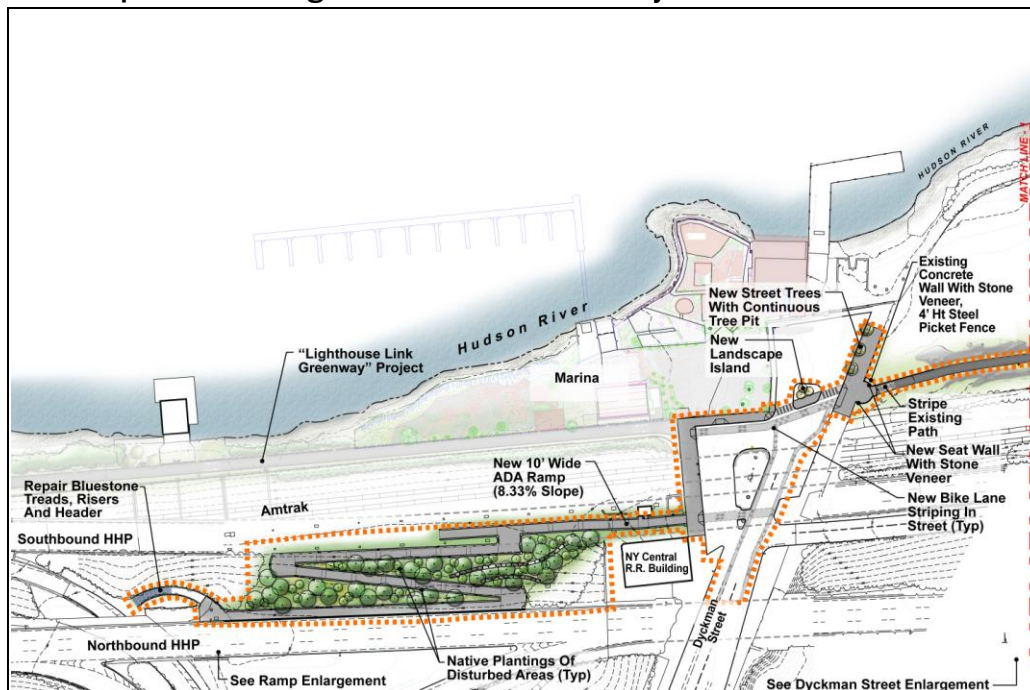 HUDSON RIVER
MATCH LINE - 1
Existing
Concrete
Wall With Stone
Veneer,
4' Ht Steel
Picket Fence
New Street Trees
With Continuous
Tree Pit
New
Landscape
Island
Hudson River
"Lighthouse Link
Greenway" Project
Marina
Stripe
Existing
Path
New Seat Wall
With Stone
Veneer
New 10' Wide
ADA Ramp
(8.33% Slope)
Repair Bluestone
Treads, Risers
And Header
Amtrak
New Bike Lane
Striping In
Street (Typ)
Southbound HHP
NY Central
R.R. Building
Dyckman
Street
Northbound HHP
Native Plantings Of
Disturbed Areas (Typ)
See Ramp Enlargement
See Dyckman Street Enlargement